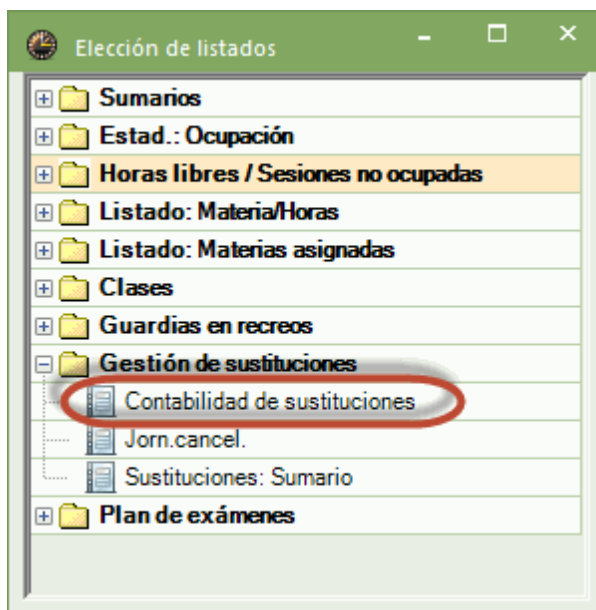 Elección de listados
Sumarios
Estad.: Ocupación
Horas libres / Sesiones no ocupadas
Listado: Materia/Horas
Listado: Materias asignadas
Clases
Guardias en recreos
Gestión de sustituciones
Contabilidad de sustituciones
Jorn.cancel.
Sustituciones: Sumario
Plan de exámenes